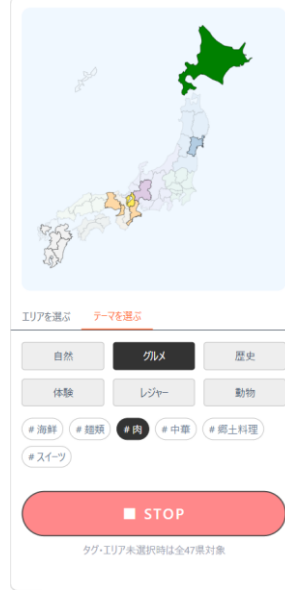 エリアを選ぶ テーマを選ぶ
自然 グルメ 歴史
体験 レジャー 動物
# 海鮮 # 麺類 # 肉 # 中華 # 郷土料理
# スイーツ
STOP
タグ・エリア未選択時は全47県対象